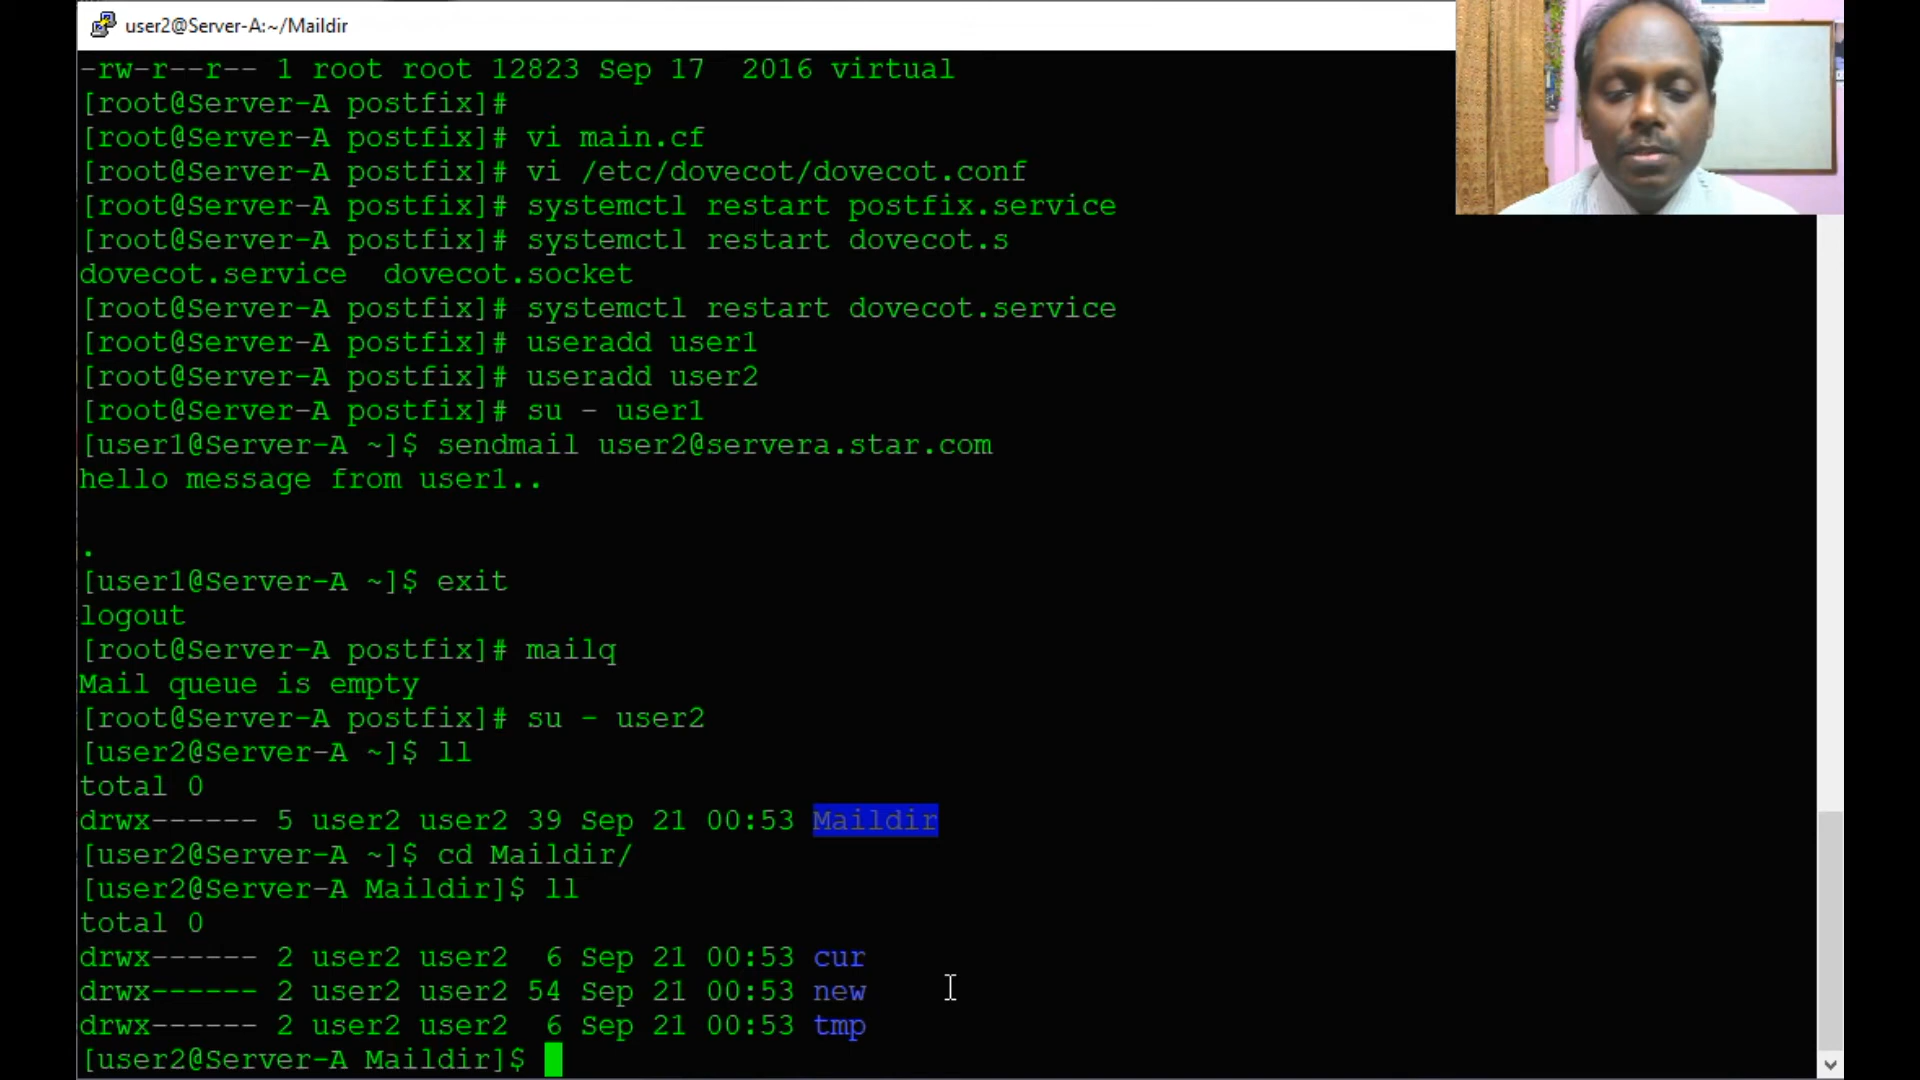 user2@Server-A:~/Maildir
-rw-r--r-- 1 root root 12823 Sep 17  2016 virtual
[root@Server-A postfix]#
[root@Server-A postfix]# vi main.cf
[root@Server-A postfix]# vi /etc/dovecot/dovecot.conf
[root@Server-A postfix]# systemctl restart postfix.service
[root@Server-A postfix]# systemctl restart dovecot.s
dovecot.service  dovecot.socket
[root@Server-A postfix]# systemctl restart dovecot.service
[root@Server-A postfix]# useradd user1
[root@Server-A postfix]# useradd user2
[root@Server-A postfix]# su - user1
[user1@Server-A ~]$ sendmail user2@servera.star.com
hello message from user1..
.
[user1@Server-A ~]$ exit
logout
[root@Server-A postfix]# mailq
Mail queue is empty
[root@Server-A postfix]# su - user2
[user2@Server-A ~]$ ll
total 0
drwx------ 5 user2 user2 39 Sep 21 00:53 Maildir
[user2@Server-A ~]$ cd Maildir/
[user2@Server-A Maildir]$ ll
total 0
drwx------ 2 user2 user2  6 Sep 21 00:53 cur
drwx------ 2 user2 user2 54 Sep 21 00:53 new
drwx------ 2 user2 user2  6 Sep 21 00:53 tmp
[user2@Server-A Maildir]$